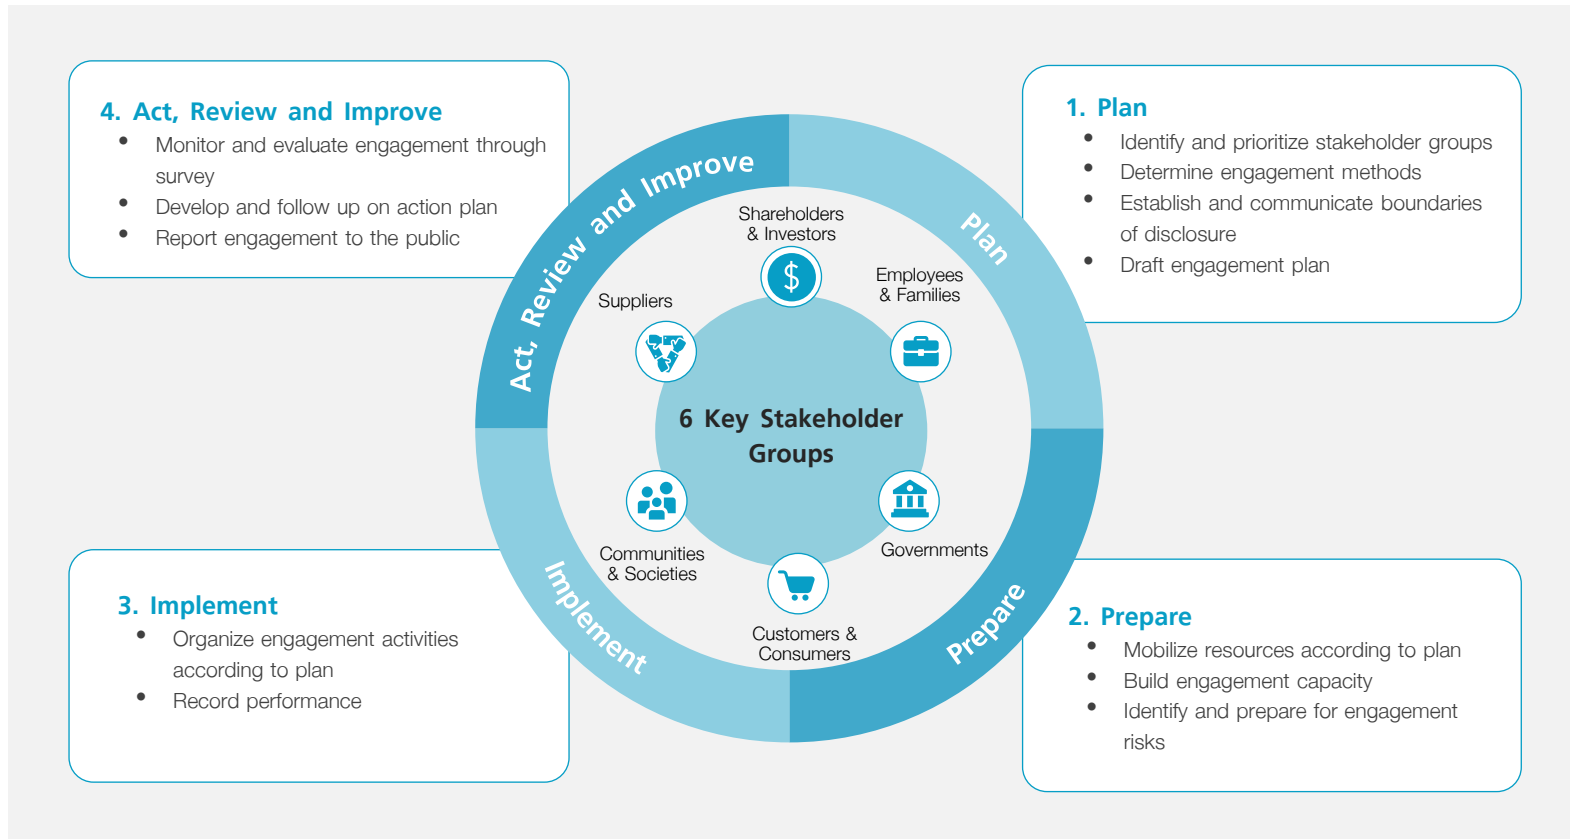 4. Act, Review and Improve
• Monitor and evaluate engagement through
survey
• Develop and follow up on action plan
• Report engagement to the public
1. Plan
• Identify and prioritize stakeholder groups
• Determine engagement methods
• Establish and communicate boundaries
of disclosure
• Draft engagement plan
Act, Review and Improve
Plan
Shareholders
& Investors
Employees
& Families
Suppliers
$
6 Key Stakeholder
Groups
Communities
& Societies
Governments
Customers &
Consumers
Implement
Prepare
3. Implement
• Organize engagement activities
according to plan
• Record performance
2. Prepare
• Mobilize resources according to plan
• Build engagement capacity
• Identify and prepare for engagement
risks